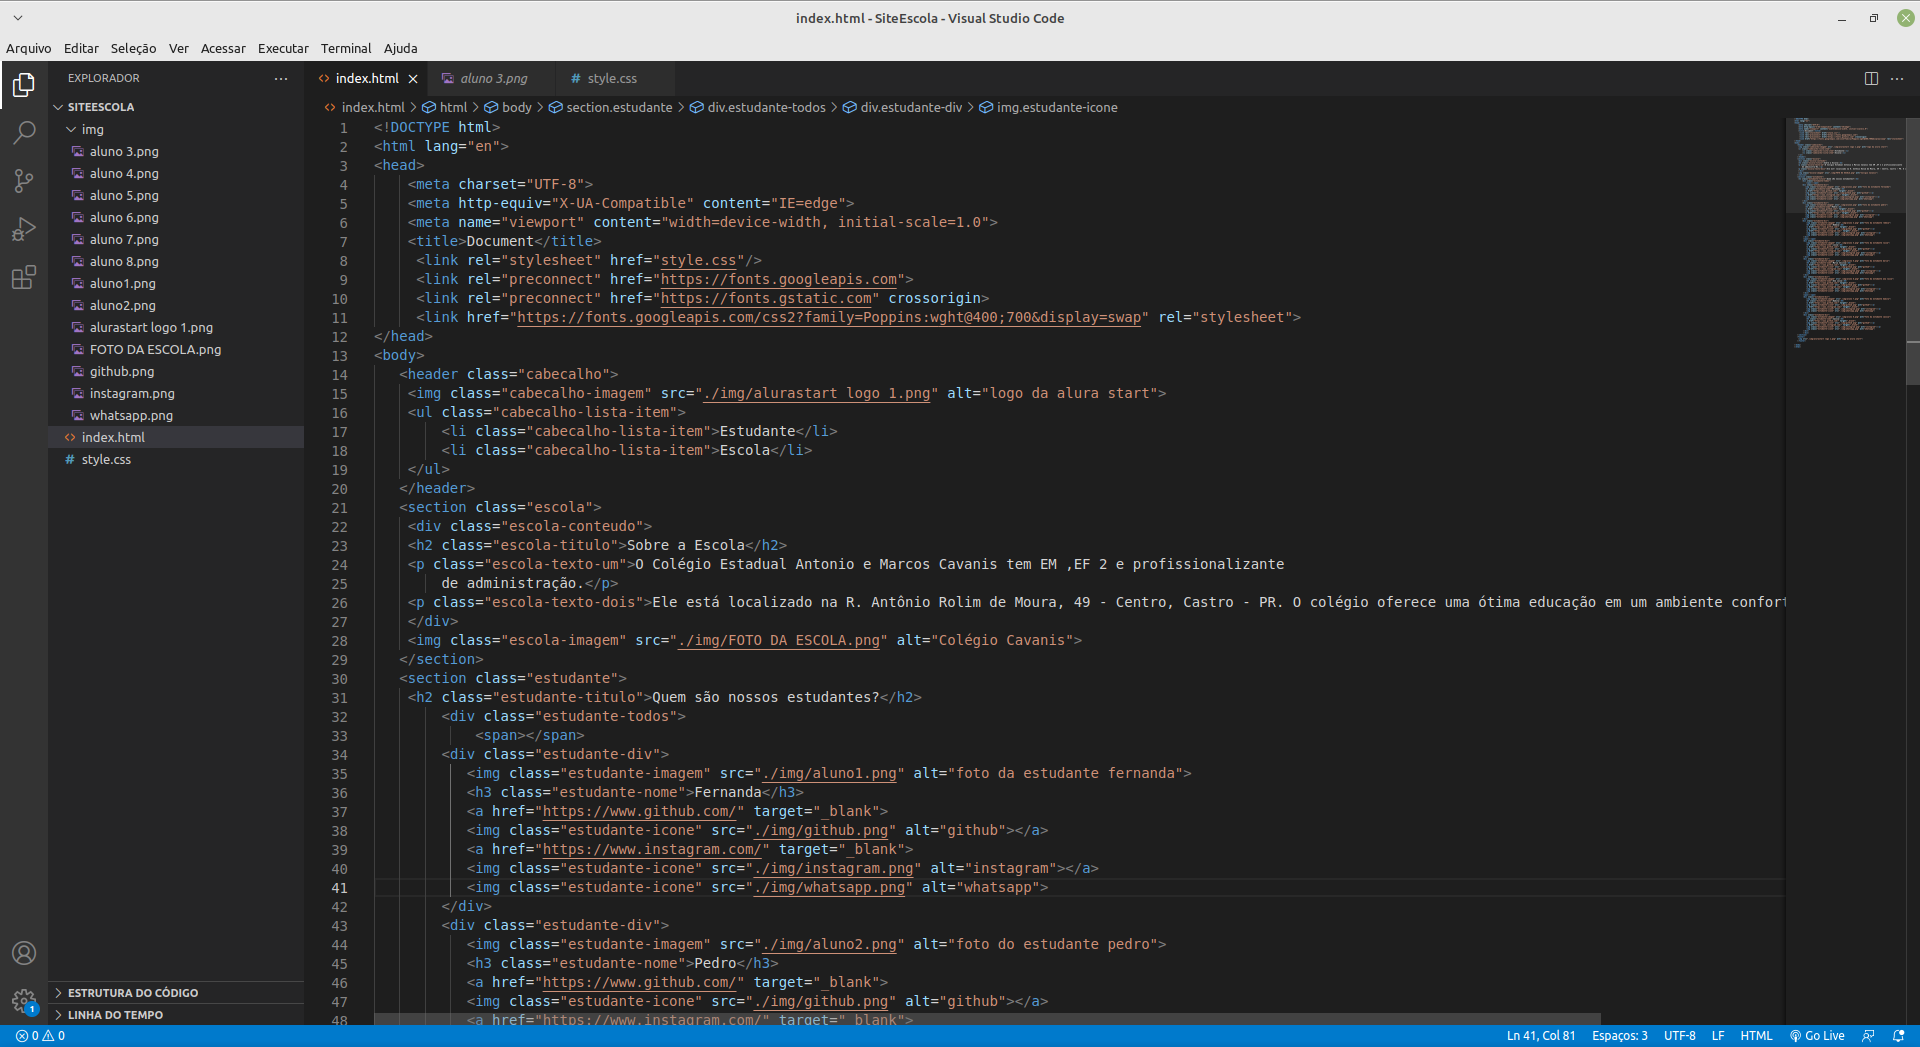 index.html - SiteEscola - Visual Studio Code
Arquivo Editar Seleção Ver Acessar Executar Terminal Ajuda
EXPLORADOR
SITEESCOLA
img
aluno 3.png
aluno 4.png
aluno 5.png
aluno 6.png
aluno 7.png
aluno 8.png
aluno1.png
aluno2.png
alurastart logo 1.png
FOTO DA ESCOLA.png
github.png
instagram.png
whatsapp.png
index.html
style.css
ESTRUTURA DO CÓDIGO
LINHA DO TEMPO
index.html aluno 3.png style.css
index.html > html > body > section.estudante > div.estudante-todos > div.estudante-div > img.estudante-icone
1 <!DOCTYPE html>
2 <html lang="en">
3 <head>
4 <meta charset="UTF-8">
5 <meta http-equiv="X-UA-Compatible" content="IE=edge">
6 <meta name="viewport" content="width=device-width, initial-scale=1.0">
7 <title>Document</title>
8 <link rel="stylesheet" href="style.css"/>
9 <link rel="preconnect" href="https://fonts.googleapis.com">
10 <link rel="preconnect" href="https://fonts.gstatic.com" crossorigin>
11 <link href="https://fonts.googleapis.com/css2?family=Poppins:wght@400;700&display=swap" rel="stylesheet">
12 </head>
13 <body>
14 <header class="cabecalho">
15 <img class="cabecalho-imagem" src="./img/alurastart logo 1.png" alt="logo da alura start">
16 <ul class="cabecalho-lista-item">
17 <li class="cabecalho-lista-item">Estudante</li>
18 <li class="cabecalho-lista-item">Escola</li>
19 </ul>
20 </header>
21 <section class="escola">
22 <div class="escola-conteudo">
23 <h2 class="escola-titulo">Sobre a Escola</h2>
24 <p class="escola-texto-um">O Colégio Estadual Antonio e Marcos Cavanis tem EM ,EF 2 e profissionalizante
25 de administração.</p>
26 <p class="escola-texto-dois">Ele está localizado na R. Antônio Rolim de Moura, 49 - Centro, Castro - PR. O colégio oferece uma ótima educação em um ambiente confort
27 </div>
28 <img class="escola-imagem" src="./img/FOTO DA ESCOLA.png" alt="Colégio Cavanis">
29 </section>
30 <section class="estudante">
31 <h2 class="estudante-titulo">Quem são nossos estudantes?</h2>
32 <div class="estudante-todos">
33 <span></span>
34 <div class="estudante-div">
35 <img class="estudante-imagem" src="./img/aluno1.png" alt="foto da estudante fernanda">
36 <h3 class="estudante-nome">Fernanda</h3>
37 <a href="https://www.github.com/" target="_blank">
38 <img class="estudante-icone" src="./img/github.png" alt="github"></a>
39 <a href="https://www.instagram.com/" target="_blank">
40 <img class="estudante-icone" src="./img/instagram.png" alt="instagram"></a>
41 <img class="estudante-icone" src="./img/whatsapp.png" alt="whatsapp">
42 </div>
43 <div class="estudante-div">
44 <img class="estudante-imagem" src="./img/aluno2.png" alt="foto do estudante pedro">
45 <h3 class="estudante-nome">Pedro</h3>
46 <a href="https://www.github.com/" target="_blank">
47 <img class="estudante-icone" src="./img/github.png" alt="github"></a>
48 <a href="https://www.instagram.com/" target="_blank">
1
0 0 Ln 41, Col 81 Espaços: 3 UTF-8 LF HTML Go Live